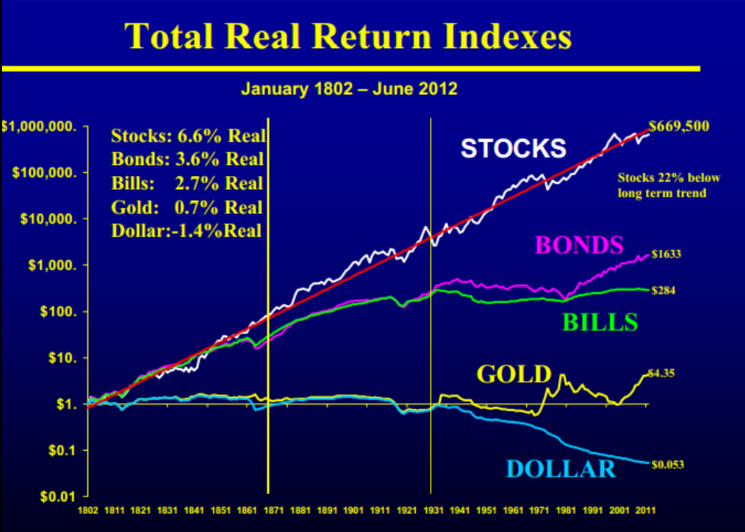 Total Real Return Indexes
January 1802 – June 2012
$1,000,000.
$100,000.
$10,000.
$1,000.
$100.
$10.
$1.
$0.1
$0.01
Stocks: 6.6% Real
Bonds: 3.6% Real
Bills: 2.7% Real
Gold: 0.7% Real
Dollar:-1.4%Real
STOCKS
$669,500
Stocks 22% below
long term trend
BONDS
$1633
$284
BILLS
GOLD
$4.35
DOLLAR
$0.053
1802 1811 1821 1831 1841 1851 1861 1871 1881 1891 1901 1911 1921 1931 1941 1951 1961 1971 1981 1991 2001 2011